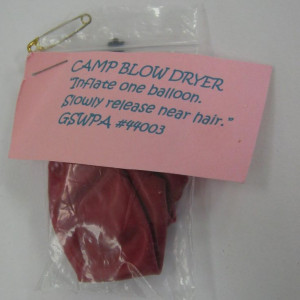 CAMP BLOW DRYER
"Inflate one balloon.
Slowly release near hair."
GSWPA #44003